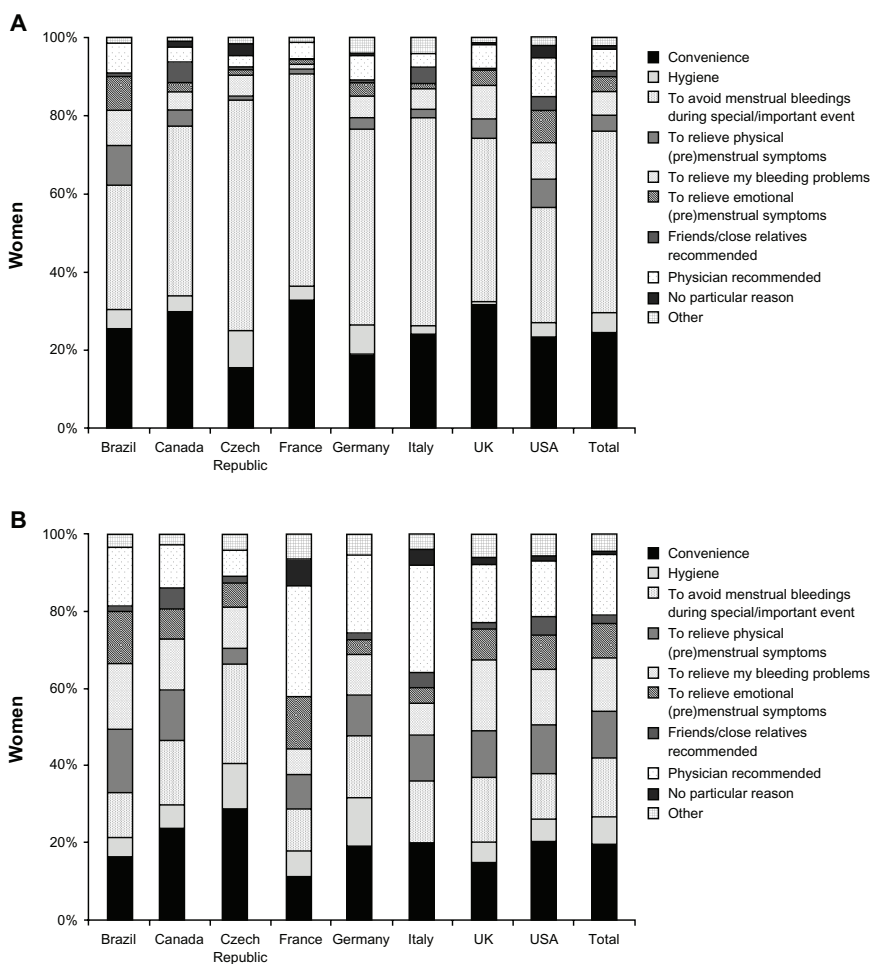 A
100%
80%
60%
40%
20%
0%
Women
Brazil
Canada
Czech
Republic
France
Germany
Italy
UK
USA
Total
Convenience
Hygiene
To avoid menstrual bleedings
during special/important event
To relieve physical
(pre)menstrual symptoms
To relieve my bleeding problems
To relieve emotional
(pre)menstrual symptoms
Friends/close relatives
recommended
Physician recommended
No particular reason
Other
B
100%
80%
60%
40%
20%
0%
Women
Brazil
Canada
Czech
Republic
France
Germany
Italy
UK
USA
Total
Convenience
Hygiene
To avoid menstrual bleedings
during special/important event
To relieve physical
(pre)menstrual symptoms
To relieve my bleeding problems
To relieve emotional
(pre)menstrual symptoms
Friends/close relatives
recommended
Physician recommended
No particular reason
Other